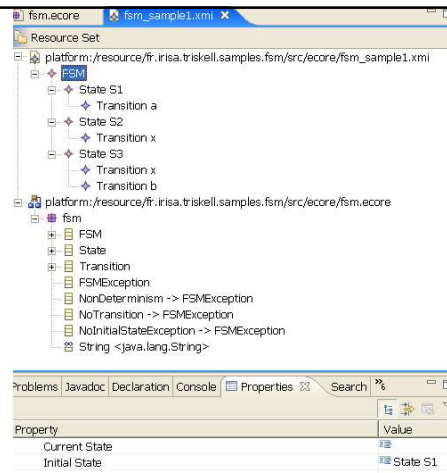 fsm.ecore fsm_sample1.xmi
Resource Set
platform:/resource/fr.irisa.triskell.samples.fsm/src/ecore/fsm_sample1.xmi
FSM
State S1
Transition a
State S2
Transition x
State S3
Transition x
Transition b
platform:/resource/fr.irisa.triskell.samples.fsm/src/ecore/fsm.ecore
fsm
FSM
State
Transition
FSMException
NonDeterminism -> FSMException
NoTransition -> FSMException
NoInitialStateException -> FSMException
String <java.lang.String>
Problems Javadoc Declaration Console Properties Search »6
Property Value
Current State
Initial State State S1